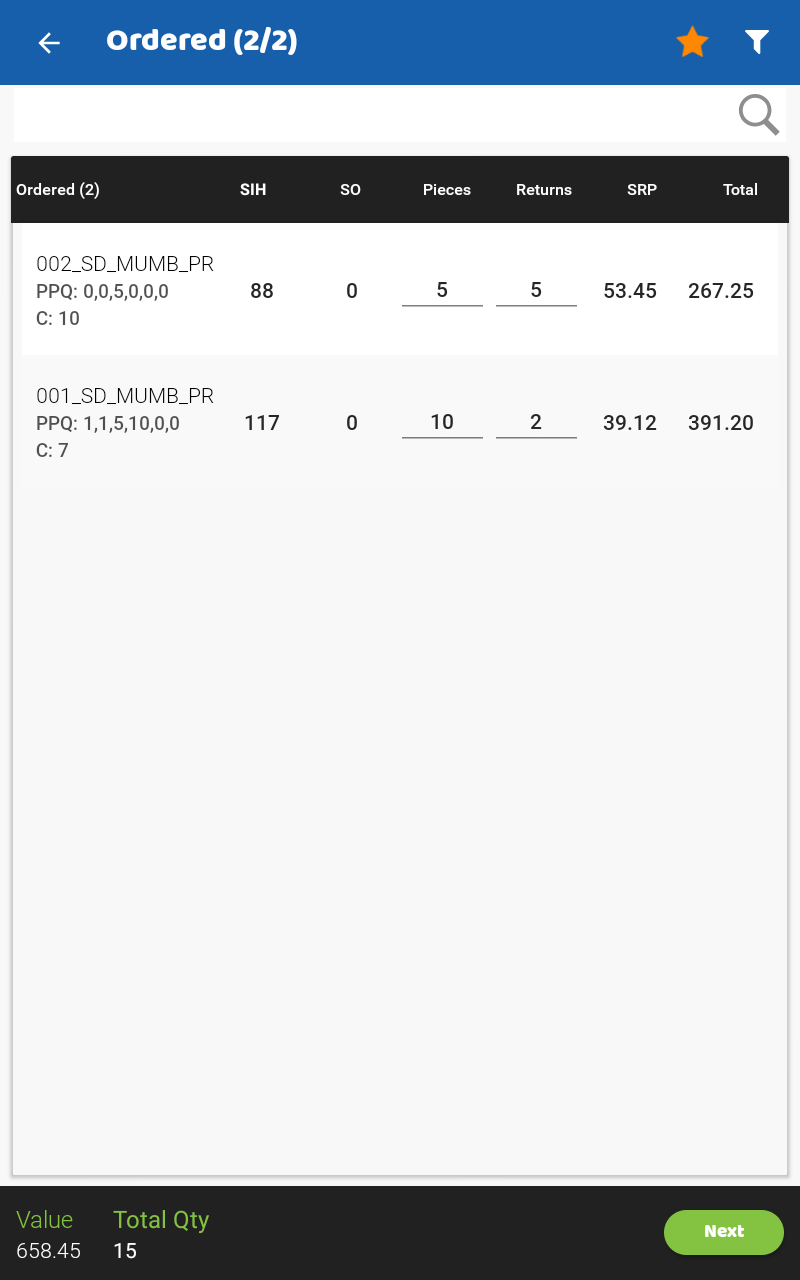 Ordered (2/2)
Ordered (2) SIH SO Pieces Returns SRP Total
002_SD_MUMB_PR
PPQ: 0,0,5,0,0,0 88 0 5 5 53.45 267.25
C: 10
001_SD_MUMB_PR
PPQ: 1,1,5,10,0,0 117 0 10 2 39.12 391.20
C: 7
Value Total Qty
658.45 15
Next